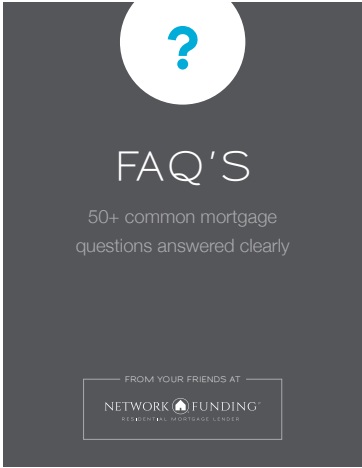 ?
FAQ'S
50+ common mortgage
questions answered clearly
FROM YOUR FRIENDS AT
NETWORK FUNDING®
RESIDENTIAL MORTGAGE LENDER